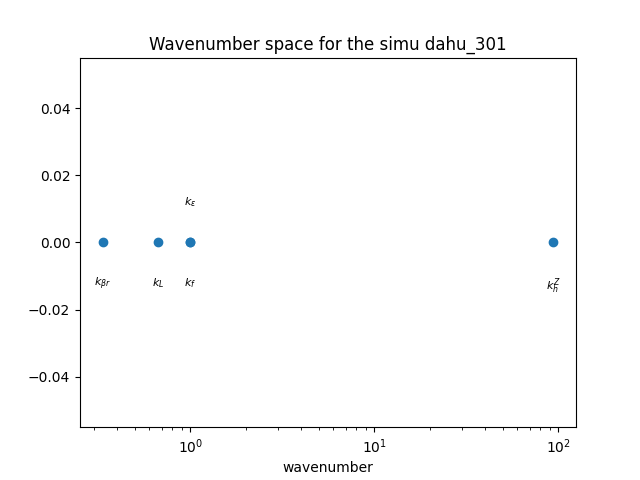 Wavenumber space for the simu dahu_301
0.04
0.02
k_ε
0.00
k_βr k_L k_f
−0.02
−0.04
10^0 10^1 10^2
wavenumber